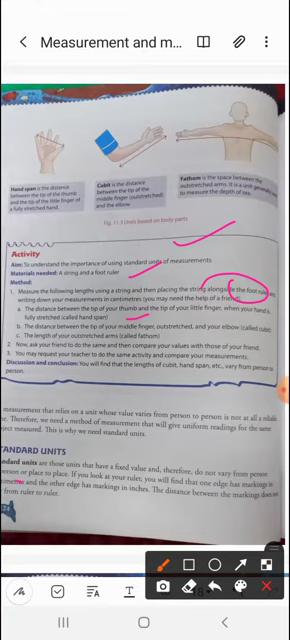 Measurement and m...
Hand span is the distance
between the tip of the thumb
and the tip of the little finger of
a fully stretched hand.
Cubit is the distance
between the tip of the
middle finger (outstretched)
and the elbow
Fathom is the space between the
outstretched arms. It is a unit generally
to measure the depth of sea.
Fig. 11.3 Units based on body parts
Activity
Aim: To understand the importance of using standard units of measurements
Materials needed: A string and a foot ruler
Method:
1. Measure the following lengths using a string and then placing the string alongside the foot ruler
writing down your measurements in centimetres (you may need the help of a friend).
a. The distance between the tip of your thumb and the tip of your little finger, when your hand is
fully stretched (called hand span)
b. The distance between the tip of your middle finger, outstretched, and your elbow (called cubit)
c. The length of your outstretched arms (called fathom)
2. Now, ask your friend to do the same and then compare your values with those of your friend.
3. You may request your teacher to do the same activity and compare your measurements.
Discussion and conclusion: You will find that the lengths of cubit, hand span, etc., vary from person to
person.
measurement that relies on a unit whose value varies from person to person is not at all a reliable
Therefore, we need a method of measurement that will give uniform readings for the same
measured. This is why we need standard units.
TANDARD UNITS
ndard units are those units that have a fixed value and, therefore, do not vary from person
person or place to place. If you look at your ruler, you will find that one edge has markings in
and the other edge has markings in inches. The distance between the markings does
from ruler to ruler.